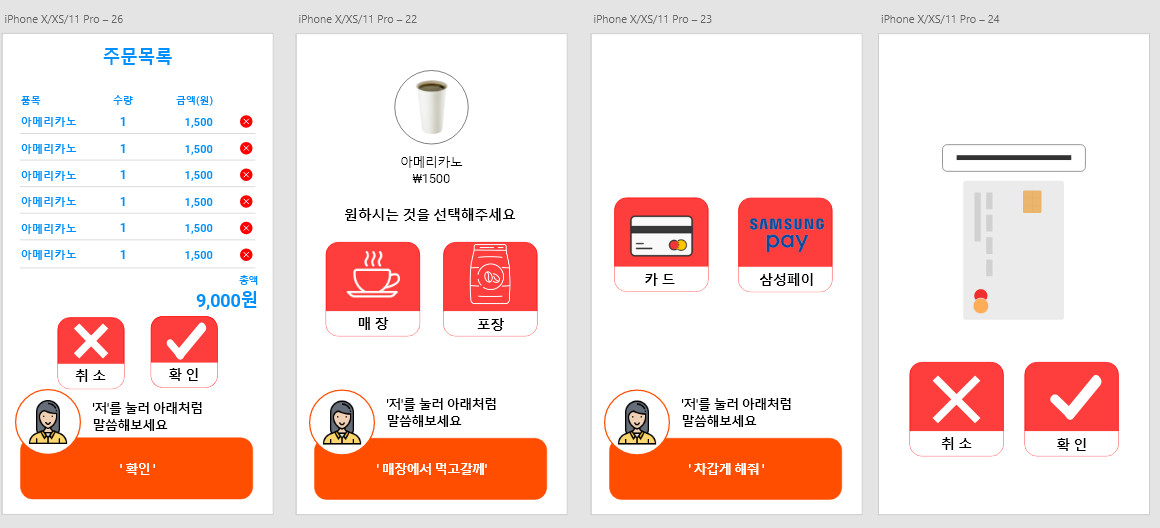 iPhone X/XS/11 Pro – 26
주문목록
품목 수량 금액(원)
아메리카노 1 1,500
아메리카노 1 1,500
아메리카노 1 1,500
아메리카노 1 1,500
아메리카노 1 1,500
아메리카노 1 1,500
총액
9,000원
취 소 확 인
'저'를 눌러 아래처럼
말씀해보세요
' 확인 '
iPhone X/XS/11 Pro – 22
아메리카노
₩1500
원하시는 것을 선택해주세요
매 장 포장
'저'를 눌러 아래처럼
말씀해보세요
' 매장에서 먹고갈께'
iPhone X/XS/11 Pro – 23
SAMSUNG
pay
카 드 삼성페이
'저'를 눌러 아래처럼
말씀해보세요
' 차갑게 해줘 '
iPhone X/XS/11 Pro – 24
취 소 확 인